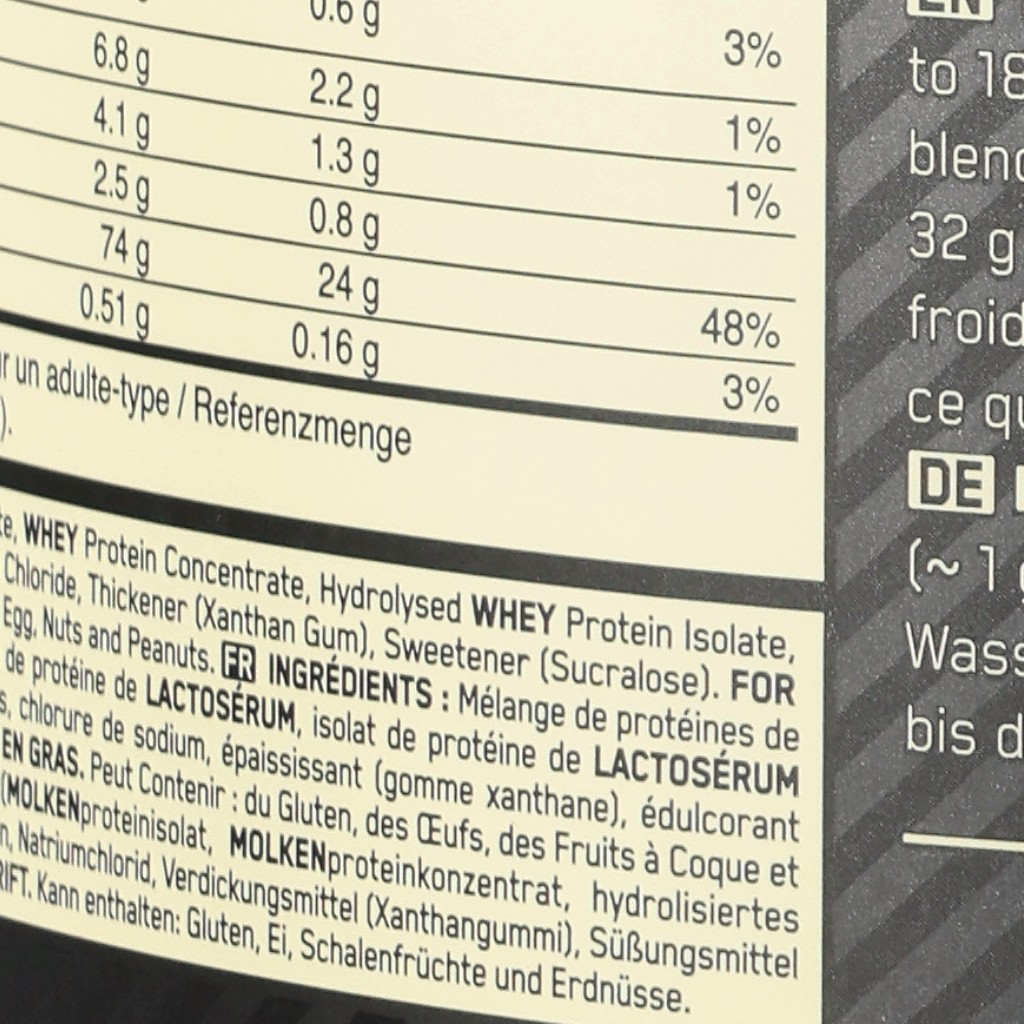 0.6 g 3%
6.8 g 2.2 g 1%
4.1 g 1.3 g 1%
2.5 g 0.8 g
74 g 24 g 48%
0.51 g 0.16 g 3%
un adulte-type / Referenzmenge
).
WHEY Protein Concentrate, Hydrolysed WHEY Protein Isolate,
Chloride, Thickener (Xanthan Gum), Sweetener (Sucralose). FOR
Egg, Nuts and Peanuts. FR INGRÉDIENTS : Mélange de protéines de
de protéine de LACTOSÉRUM, isolat de protéine de LACTOSÉRUM
chlorure de sodium, épaississant (gomme xanthane), édulcorant
EN GRAS. Peut Contenir : du Gluten, des Œufs, des Fruits à Coque et
(MOLKENproteinisolat, MOLKENproteinkonzentrat, hydrolisiertes
Natriumchlorid, Verdickungsmittel (Xanthangummi), Süßungsmittel
Kann enthalten: Gluten, Ei, Schalenfrüchte und Erdnüsse.
EN
to 18
blend
32 g
froid
ce qu
DE
(~ 1
Wass
bis d